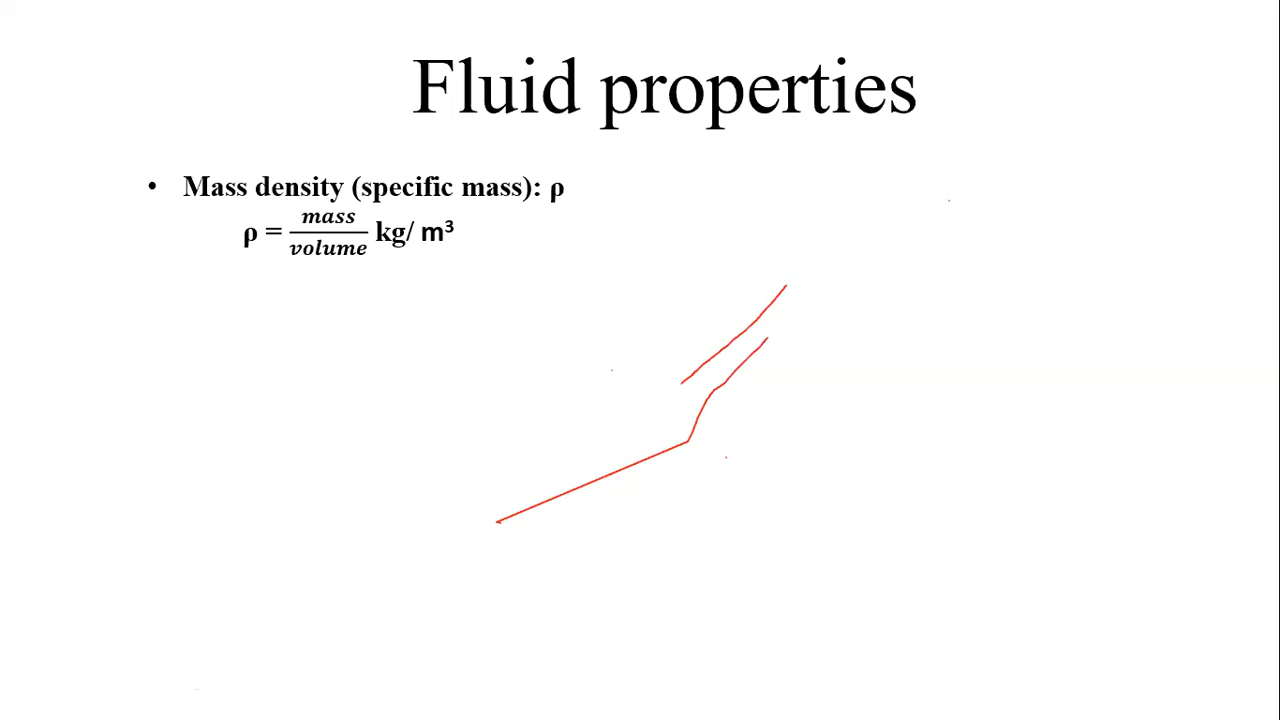 Fluid properties
• Mass density (specific mass): ρ
ρ = mass/volume kg/ m³